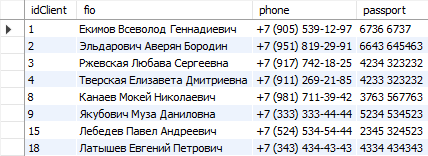 idClient fio phone passport
1 Екимов Всеволод Геннадиевич +7 (905) 539-12-97 6736 6737
2 Эльдарович Аверян Бородин +7 (951) 819-29-91 6643 645463
3 Ржевская Любава Сергеевна +7 (917) 742-18-25 4234 323232
4 Тверская Елизавета Дмитриевна +7 (911) 269-21-85 4233 323232
8 Канаев Мокей Николаевич +7 (981) 711-39-42 3763 567763
9 Якубович Муза Даниловна +7 (333) 333-44-44 5234 534523
15 Лебедев Павел Андреевич +7 (524) 534-54-44 2345 324523
18 Латышев Евгений Петрович +7 (343) 434-43-43 4334 434343